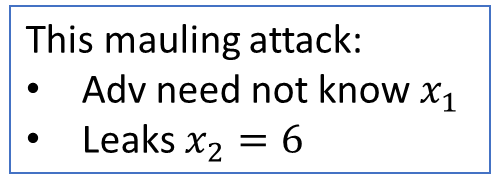 This mauling attack:
• Adv need not know x₁
• Leaks x₂ = 6